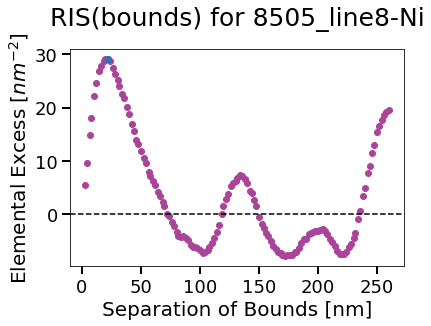 RIS(bounds) for 8505_line8-Ni
Elemental Excess [$nm^{-2}$]
30
20
10
0
0 50 100 150 200 250
Separation of Bounds [nm]